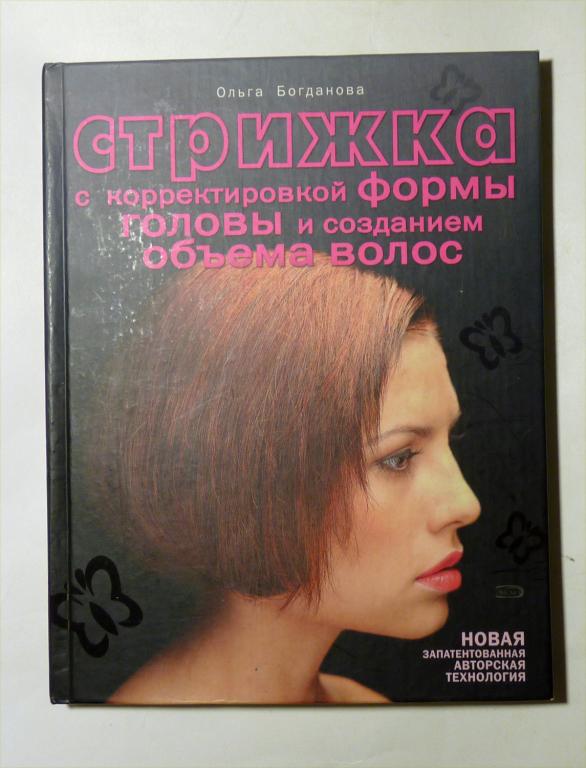 Ольга Богданова
стрижка
с корректировкой формы
головы и созданием
объема волос
НОВАЯ
ЗАПАТЕНТОВАННАЯ
АВТОРСКАЯ
ТЕХНОЛОГИЯ